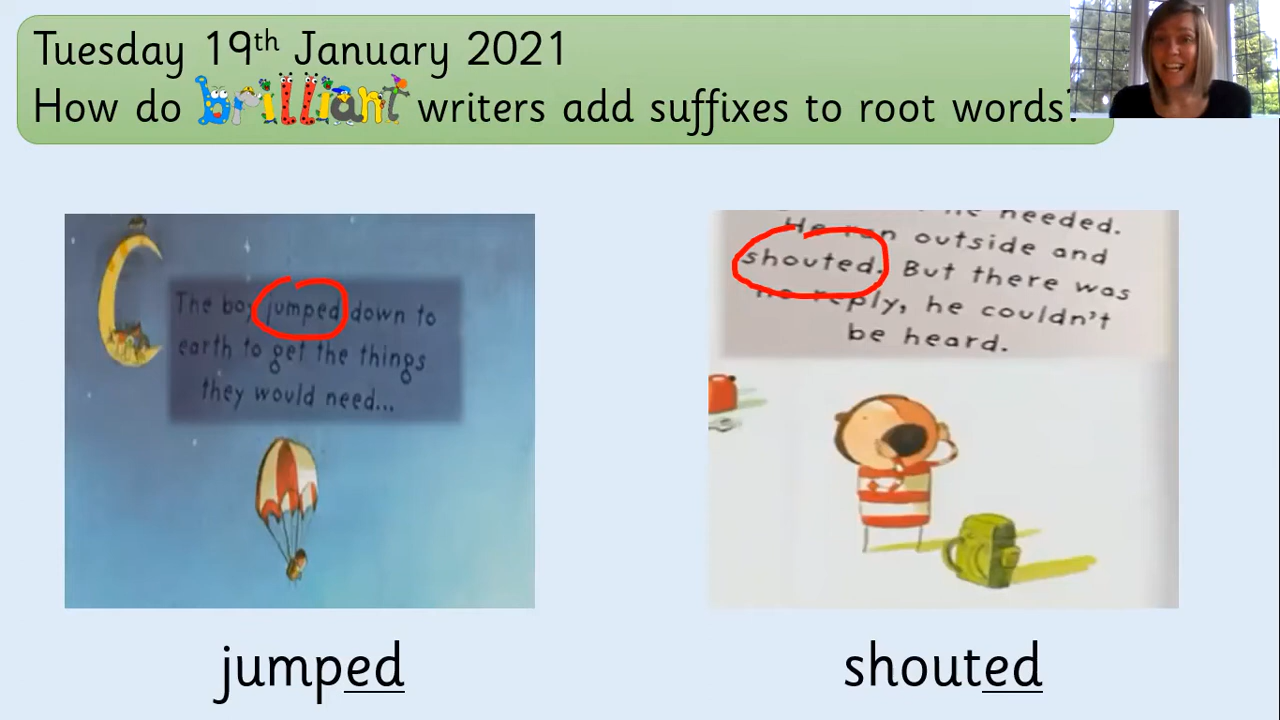 Tuesday 19th January 2021
How do brilliant writers add suffixes to root words?
The boy jumped down to
earth to get the things
they would need...
he needed.
He ran outside and
shouted. But there was
no reply, he couldn't
be heard.
jumped
shouted